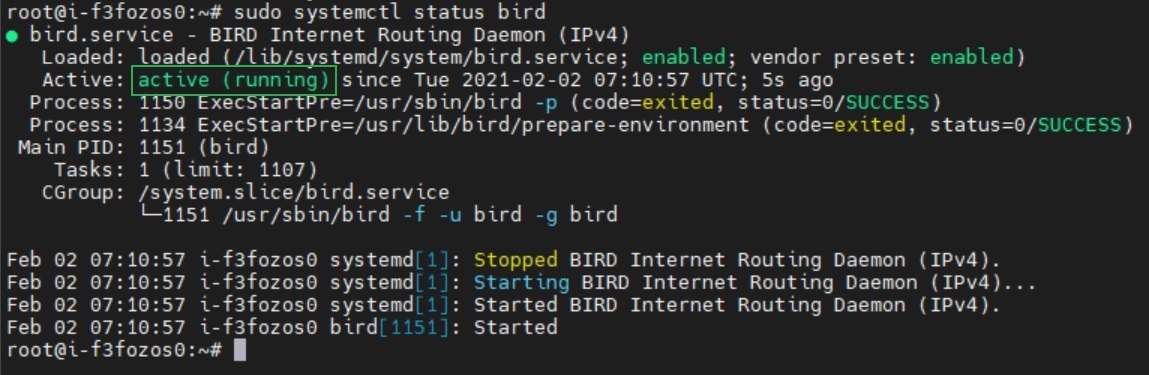 root@i-f3fozos0:~# sudo systemctl status bird
● bird.service - BIRD Internet Routing Daemon (IPv4)
   Loaded: loaded (/lib/systemd/system/bird.service; enabled; vendor preset: enabled)
   Active: active (running) since Tue 2021-02-02 07:10:57 UTC; 5s ago
  Process: 1150 ExecStartPre=/usr/sbin/bird -p (code=exited, status=0/SUCCESS)
  Process: 1134 ExecStartPre=/usr/lib/bird/prepare-environment (code=exited, status=0/SUCCESS)
 Main PID: 1151 (bird)
    Tasks: 1 (limit: 1107)
   CGroup: /system.slice/bird.service
           └─1151 /usr/sbin/bird -f -u bird -g bird

Feb 02 07:10:57 i-f3fozos0 systemd[1]: Stopped BIRD Internet Routing Daemon (IPv4).
Feb 02 07:10:57 i-f3fozos0 systemd[1]: Starting BIRD Internet Routing Daemon (IPv4)...
Feb 02 07:10:57 i-f3fozos0 systemd[1]: Started BIRD Internet Routing Daemon (IPv4).
Feb 02 07:10:57 i-f3fozos0 bird[1151]: Started
root@i-f3fozos0:~#